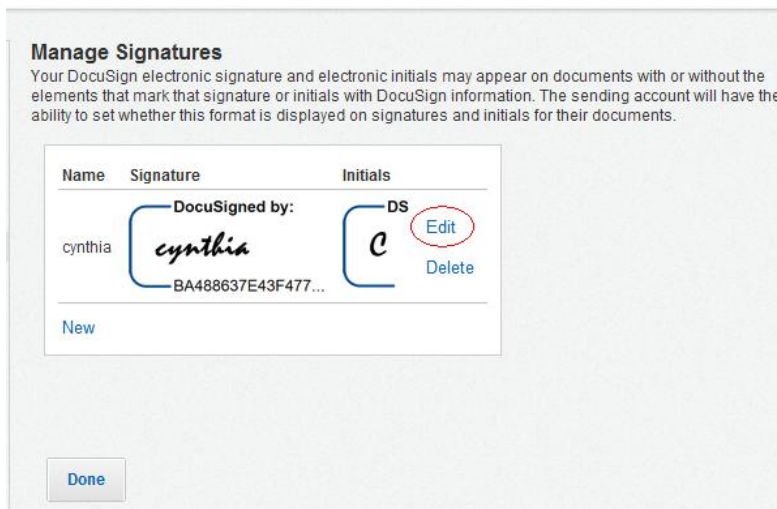 Manage Signatures
Your DocuSign electronic signature and electronic initials may appear on documents with or without the
elements that mark that signature or initials with DocuSign information. The sending account will have the
ability to set whether this format is displayed on signatures and initials for their documents.
Name Signature Initials
DocuSigned by: DS
cynthia cynthia C Edit
Delete
BA488637E43F477...
New
Done